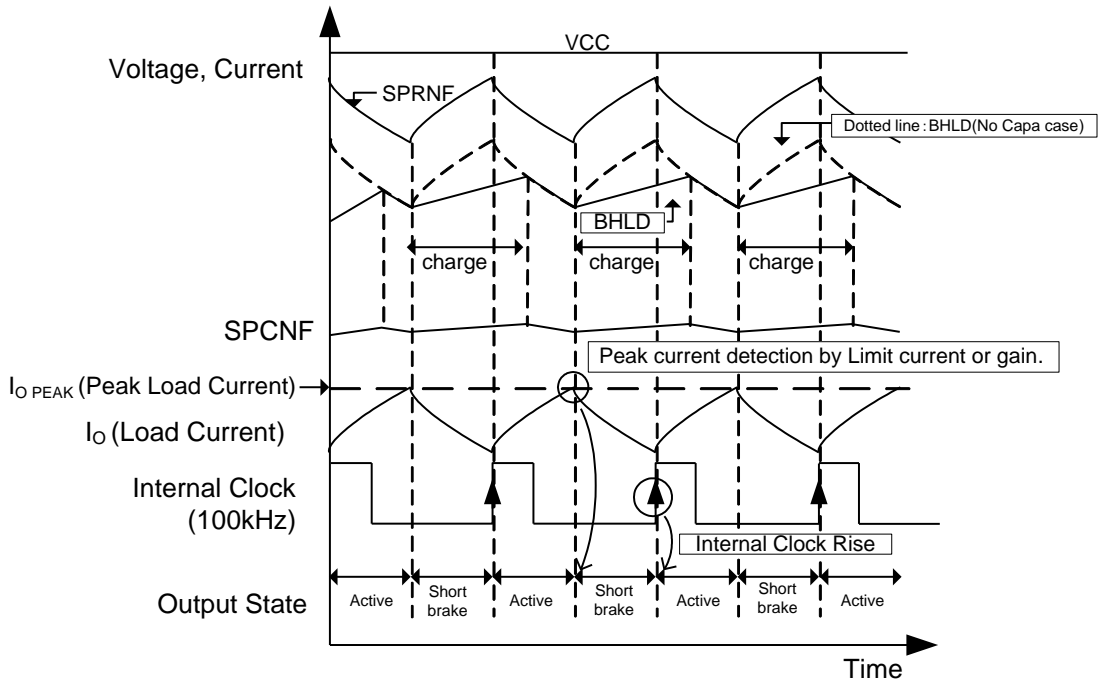 VCC
Voltage, Current
SPRNF
Dotted line : BHLD(No Capa case)
BHLD
charge
charge
charge
SPCNF
Peak current detection by Limit current or gain.
IO PEAK (Peak Load Current)
IO (Load Current)
Internal Clock
(100kHz)
Internal Clock Rise
Output State
Active
Short
brake
Active
Short
brake
Active
Short
brake
Active
Time